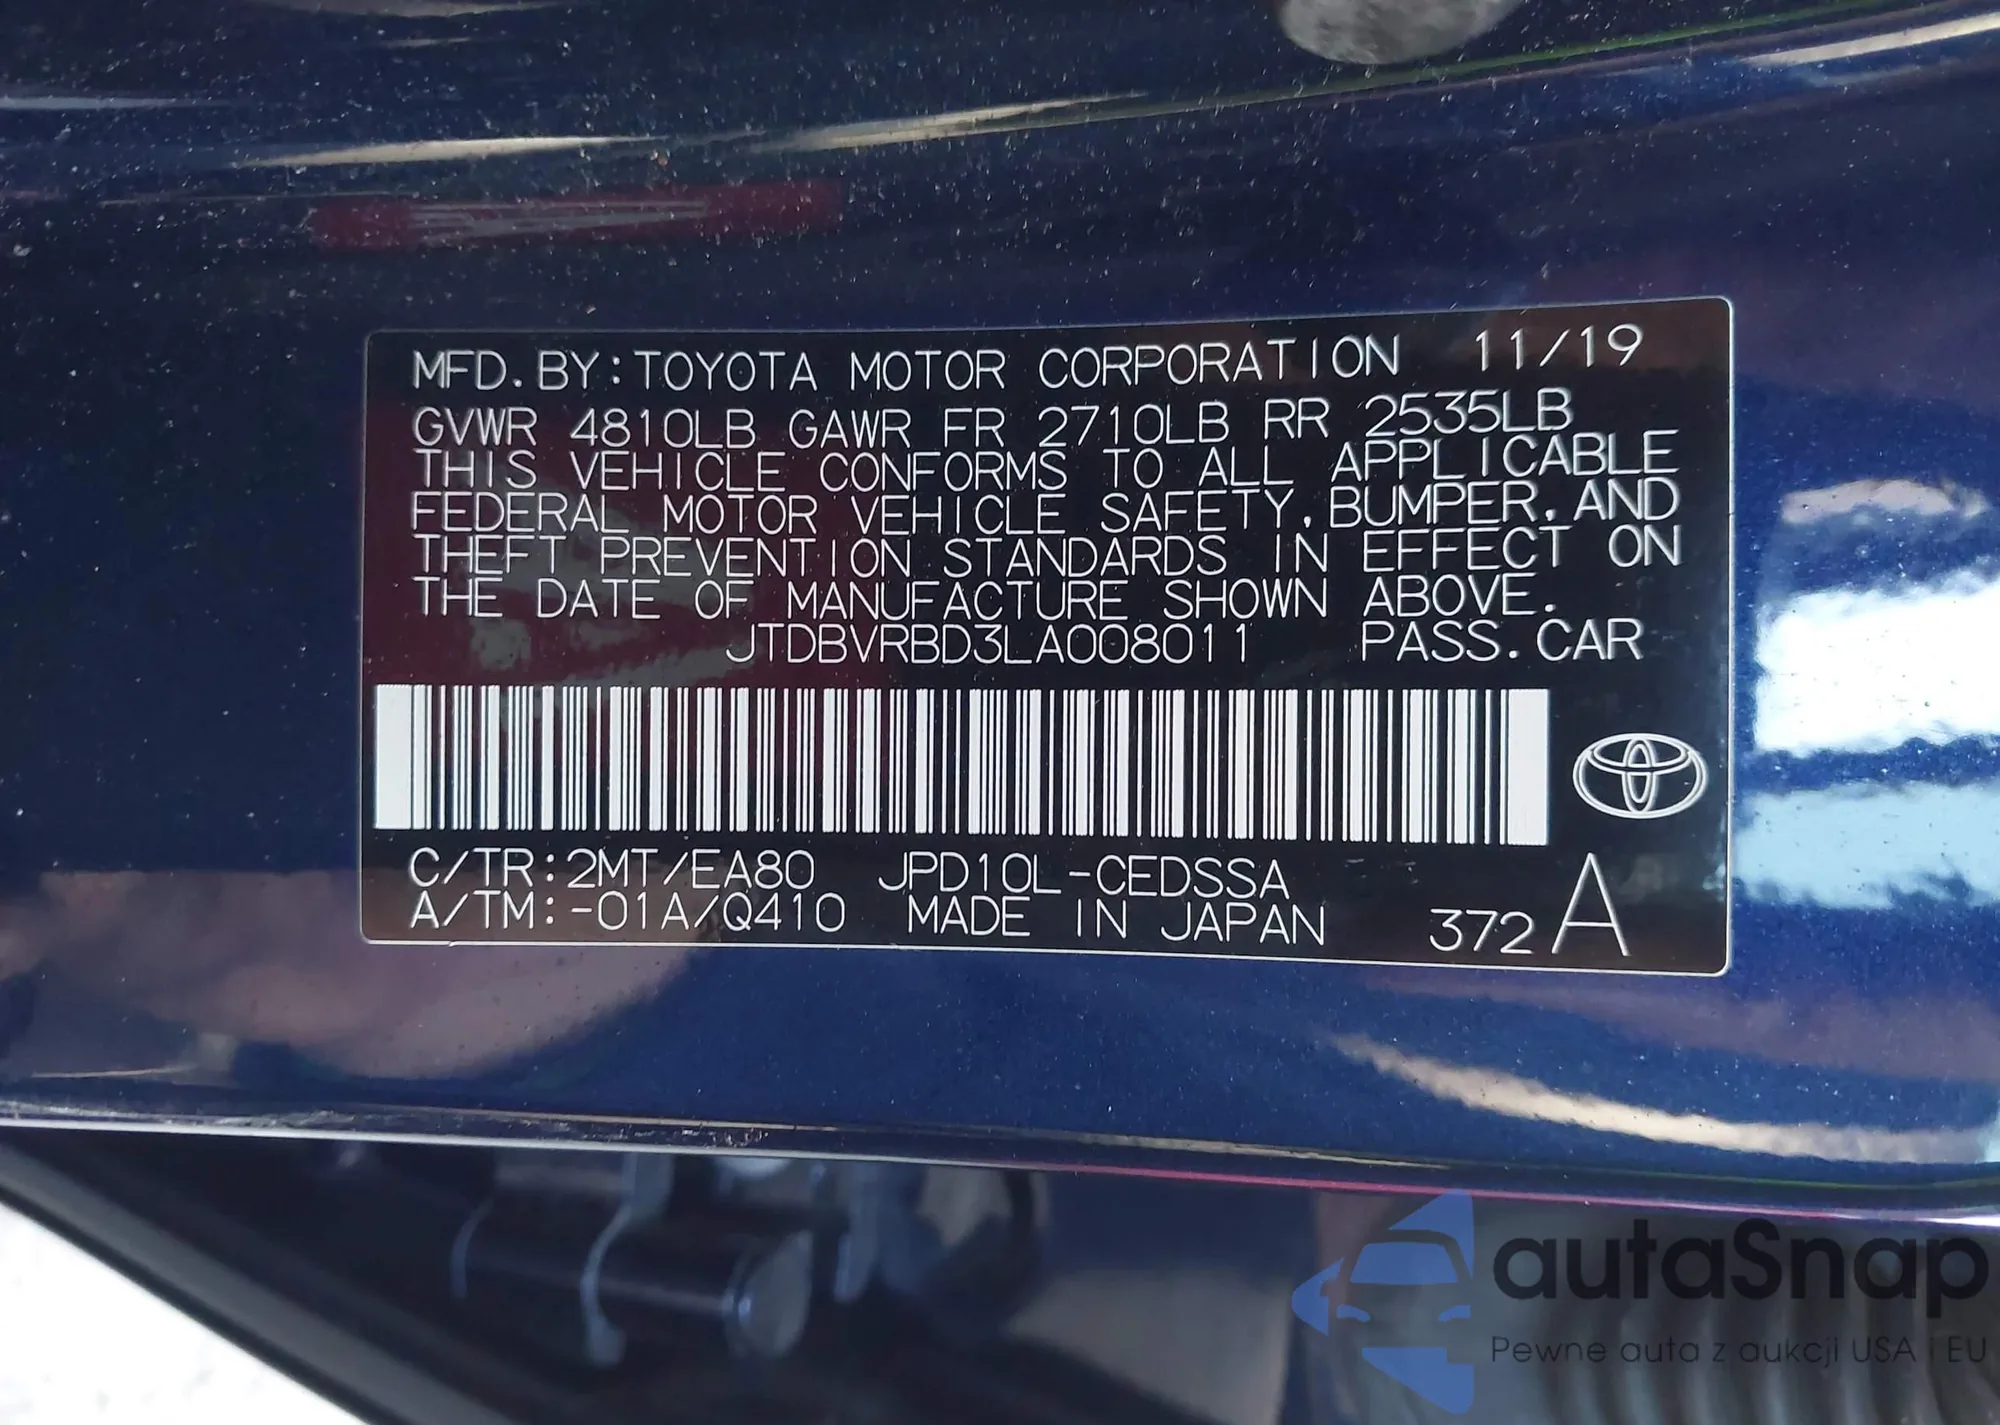 MFD. BY: TOYOTA MOTOR CORPORATION 11/19
GVWR 4810LB GAWR FR 2710LB RR 2535LB
THIS VEHICLE CONFORMS TO ALL APPLICABLE
FEDERAL MOTOR VEHICLE SAFETY, BUMPER, AND
THEFT PREVENTION STANDARDS IN EFFECT ON
THE DATE OF MANUFACTURE SHOWN ABOVE.
JTDBVRBD3LA008011 PASS. CAR
C/TR: 2MT/EA80 JPD10L-CEDSSA
A/TM: -01A/Q410 MADE IN JAPAN 372 A
autaSnap
Pewne auta z aukcji USA i EU